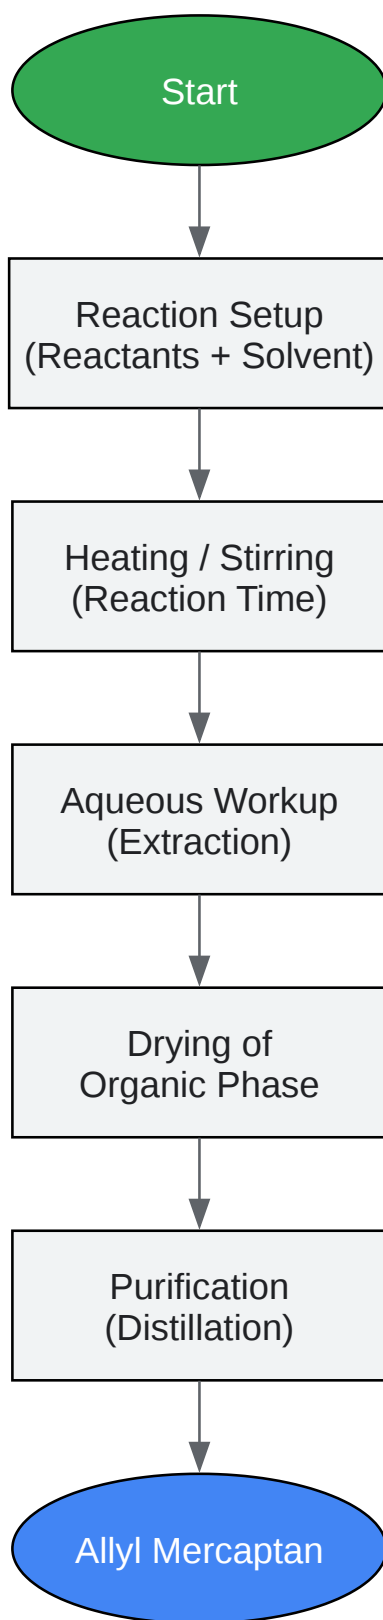 Start
Reaction Setup
(Reactants + Solvent)
Heating / Stirring
(Reaction Time)
Aqueous Workup
(Extraction)
Drying of
Organic Phase
Purification
(Distillation)
Allyl Mercaptan